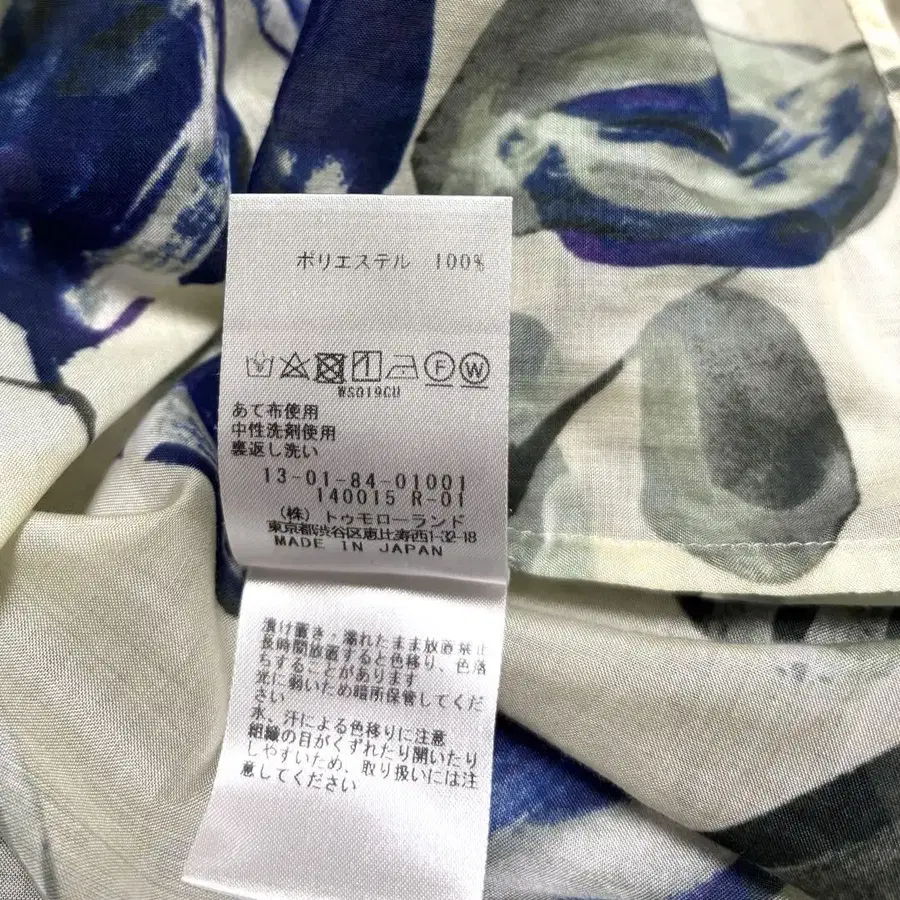 ポリエステル 100%
F W
WS019CU
あて布使用
中性洗剤使用
裏返し洗い
13-01-84-01001
140015 R-01
(株) トゥモローランド
東京都渋谷区恵比寿西1-32-18
MADE IN JAPAN
漬け置き・濡れたまま放置禁止
長時間放置すると色移り、色落
ちすることがあります
光に弱いため暗所保管してくだ
さい
水、汗による色移りに注意
組織の目がくずれたり開いたり
しやすいため、取り扱いには注
意してください